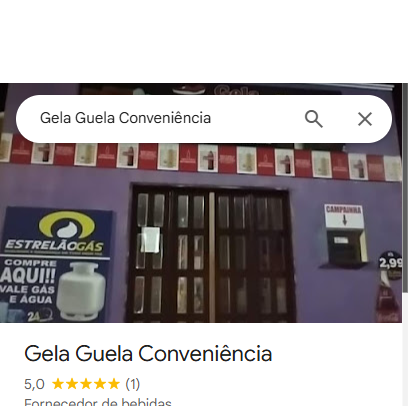 Gela
Gela Guela Conveniência
CAMPAINHA
ESTRELÃOGÁS
COMPRE
AQUI!!
VALE GÁS
E ÁGUA
24
2,99
Gela Guela Conveniência
5,0 (1)
Fornecedor de bebidas